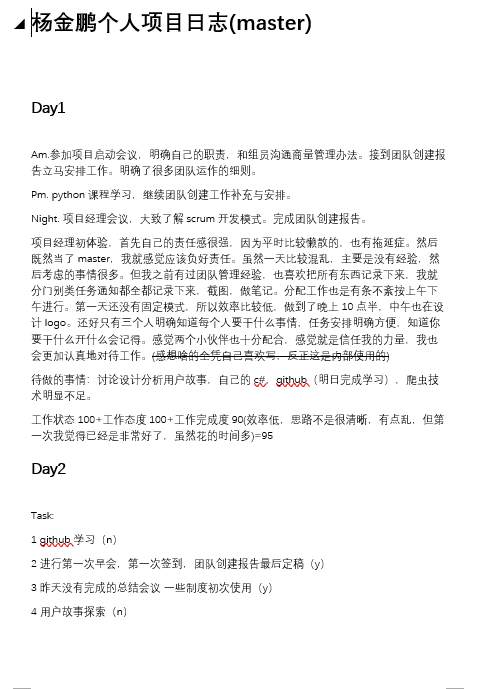 杨金鹏个人项目日志(master)
Day1
Am.参加项目启动会议，明确自己的职责，和组员沟通商量管理办法。接到团队创建报
告立马安排工作。明确了很多团队运作的细则。
Pm. python 课程学习，继续团队创建工作补充与安排。
Night. 项目经理会议，大致了解 scrum 开发模式。完成团队创建报告。
项目经理初体验，首先自己的责任感很强，因为平时比较懒散的，也有拖延症。然后
既然当了 master，我就感觉应该负好责任。虽然一天比较混乱，主要是没有经验，然
后考虑的事情很多。但我之前有过团队管理经验，也喜欢把所有东西记录下来，我就
分门别类任务通知都全都记录下来，截图，做笔记。分配工作也是有条不紊按上午下
午进行。第一天还没有固定模式，所以效率比较低，做到了晚上 10 点半，中午也在设
计 logo。还好只有三个人明确知道每个人要干什么事情，任务安排明确方便，知道你
要干什么开什么会记得。感觉两个小伙伴也十分配合，感觉就是信任我的力量，我也
会更加认真地对待工作。(感想啥的全凭自己喜欢写，反正这是内部使用的)
待做的事情：讨论设计分析用户故事，自己的 c#，github（明日完成学习），爬虫技
术明显不足。
工作状态 100+工作态度 100+工作完成度 90(效率低，思路不是很清晰，有点乱，但第
一次我觉得已经是非常好了，虽然花的时间多)=95
Day2
Task:
1 github 学习（n）
2 进行第一次早会，第一次签到，团队创建报告最后定稿（y）
3 昨天没有完成的总结会议 一些制度初次使用（y）
4 用户故事探索（n）